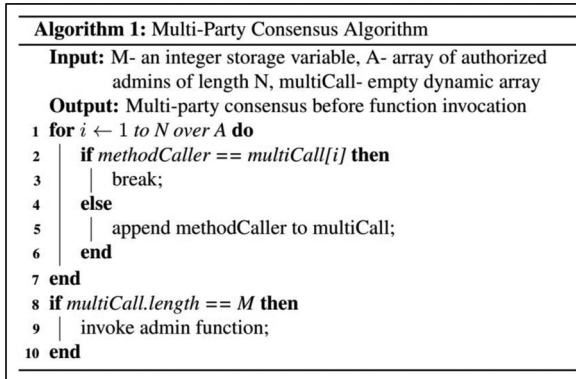 Algorithm 1: Multi-Party Consensus Algorithm
Input: M- an integer storage variable, A- array of authorized
admins of length N, multiCall- empty dynamic array
Output: Multi-party consensus before function invocation
1 for i ← 1 to N over A do
2 if methodCaller == multiCall[i] then
3 break;
4 else
5 append methodCaller to multiCall;
6 end
7 end
8 if multiCall.length == M then
9 invoke admin function;
10 end